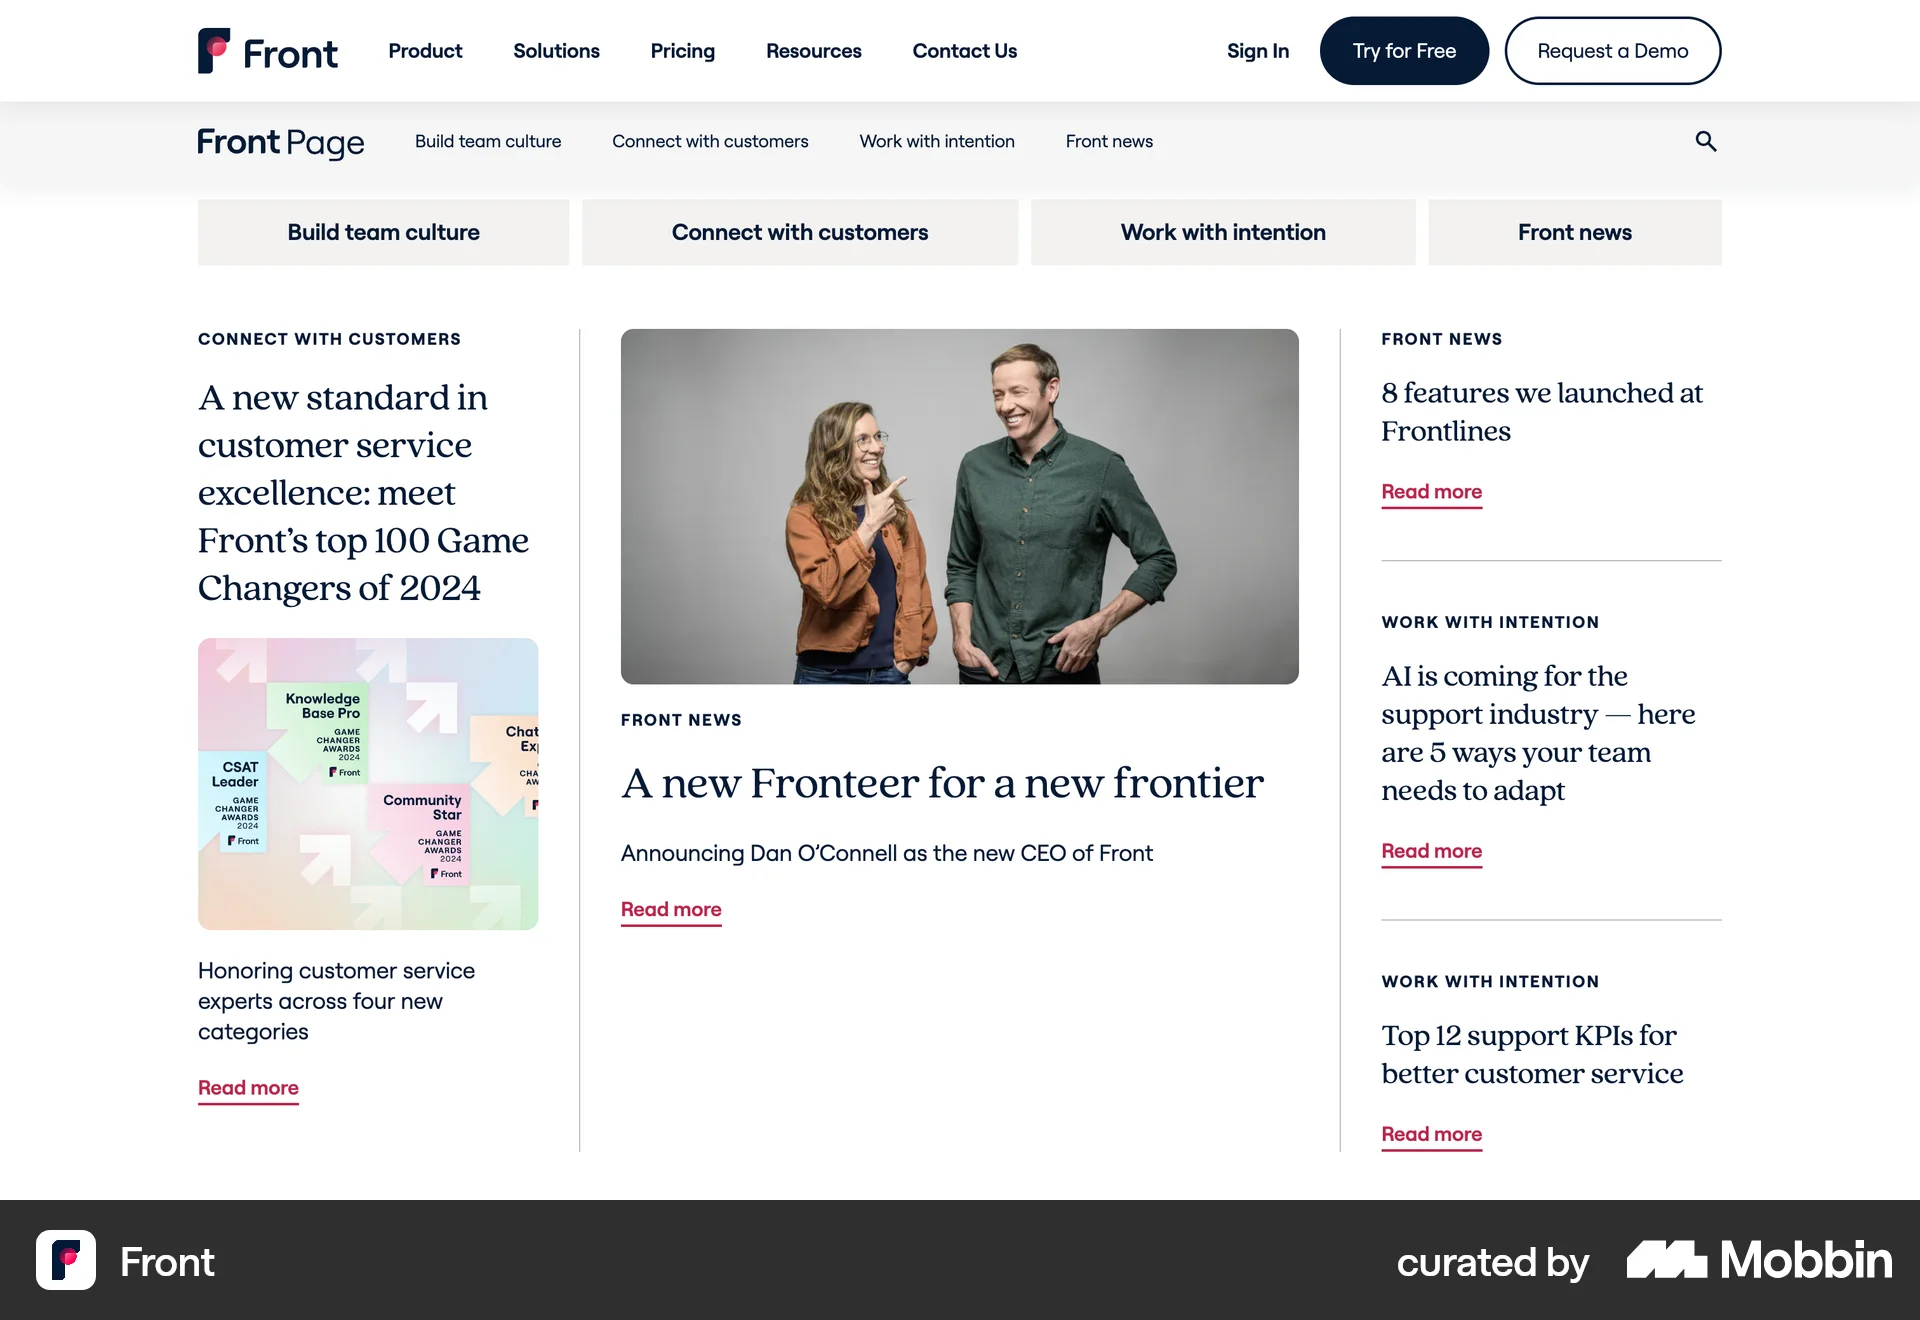 Front
Product
Solutions
Pricing
Resources
Contact Us
Sign In
Try for Free
Request a Demo
Front Page
Build team culture
Connect with customers
Work with intention
Front news
Build team culture
Connect with customers
Work with intention
Front news
CONNECT WITH CUSTOMERS
A new standard in
customer service
excellence: meet
Front’s top 100 Game
Changers of 2024
Knowledge
Base Pro
GAME
CHANGER
AWARDS
2024
Front
CSAT
Leader
GAME
CHANGER
AWARDS
2024
Front
Community
Star
GAME
CHANGER
AWARDS
2024
Front
Chat
Exp
CHA
AW
Honoring customer service
experts across four new
categories
Read more
FRONT NEWS
A new Fronteer for a new frontier
Announcing Dan O’Connell as the new CEO of Front
Read more
FRONT NEWS
8 features we launched at
Frontlines
Read more
WORK WITH INTENTION
AI is coming for the
support industry — here
are 5 ways your team
needs to adapt
Read more
WORK WITH INTENTION
Top 12 support KPIs for
better customer service
Read more
Front
curated by Mobbin